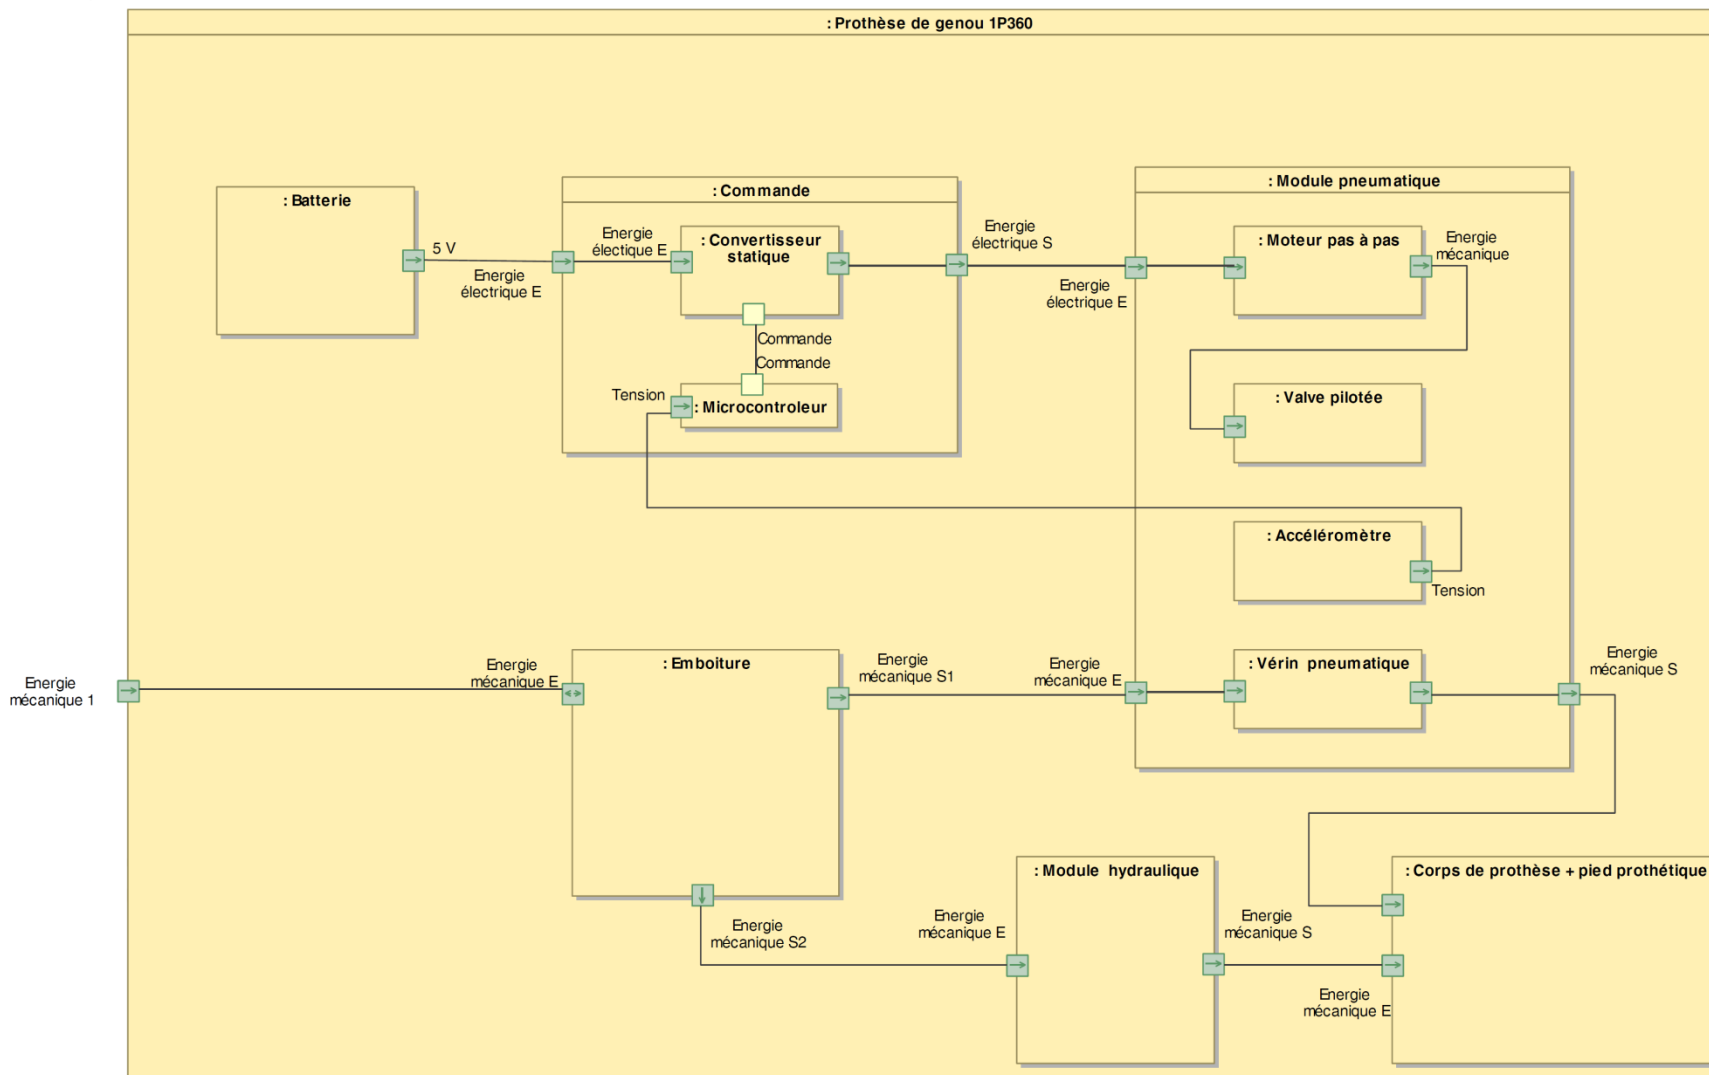 : Prothèse de genou 1P360
: Batterie
5 V
Energie
électrique E
: Commande
Energie
électique E
: Convertisseur
statique
Commande
Commande
Tension
: Microcontroleur
Energie
électrique S
Energie
électrique E
: Module pneumatique
: Moteur pas à pas
Energie
mécanique
: Valve pilotée
: Accéléromètre
Tension
Energie
mécanique 1
Energie
mécanique E
: Emboiture
Energie
mécanique S1
Energie
mécanique E
: Vérin pneumatique
Energie
mécanique S
Energie
mécanique S2
Energie
mécanique E
: Module hydraulique
Energie
mécanique S
Energie
mécanique E
: Corps de prothèse + pied prothétique